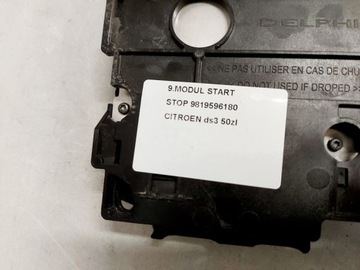 DELPHI
<<NE PAS UTILISER EN CAS DE CHU
DO NOT USED IF DROPED >>
9.MODUL START
STOP 9819596180
CITROEN ds3 50zl